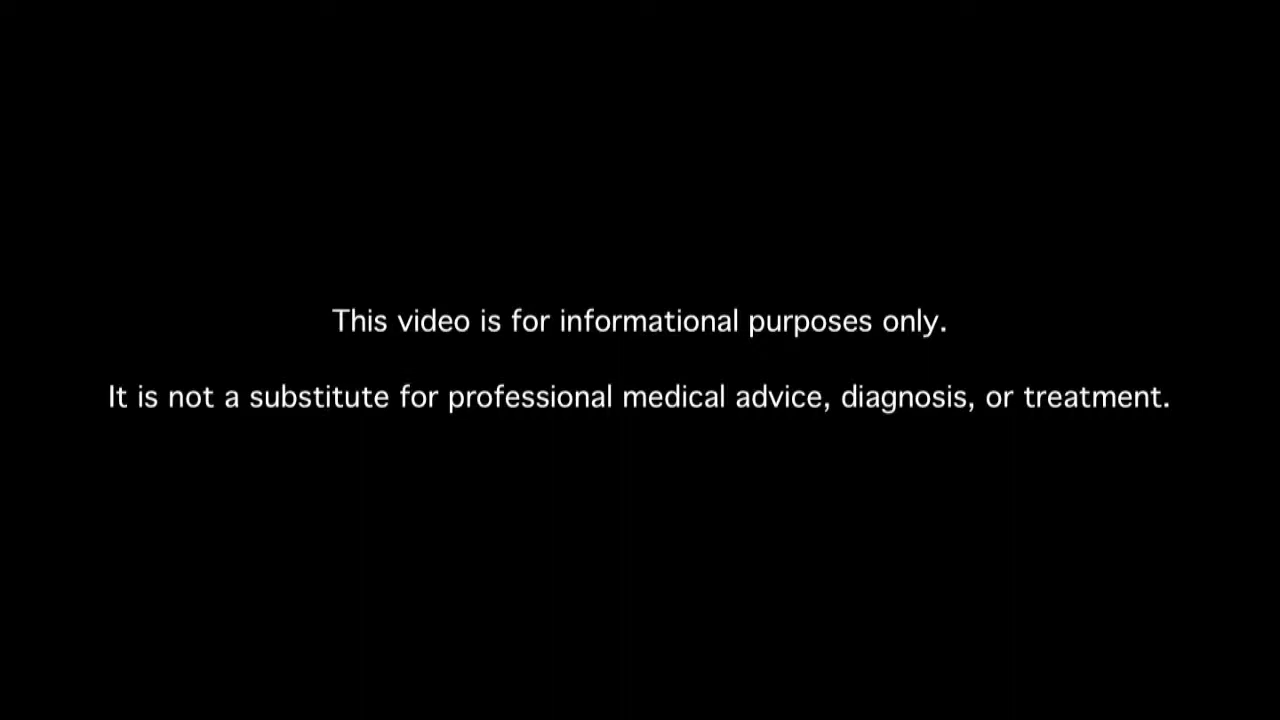 This video is for informational purposes only.
It is not a substitute for professional medical advice, diagnosis, or treatment.